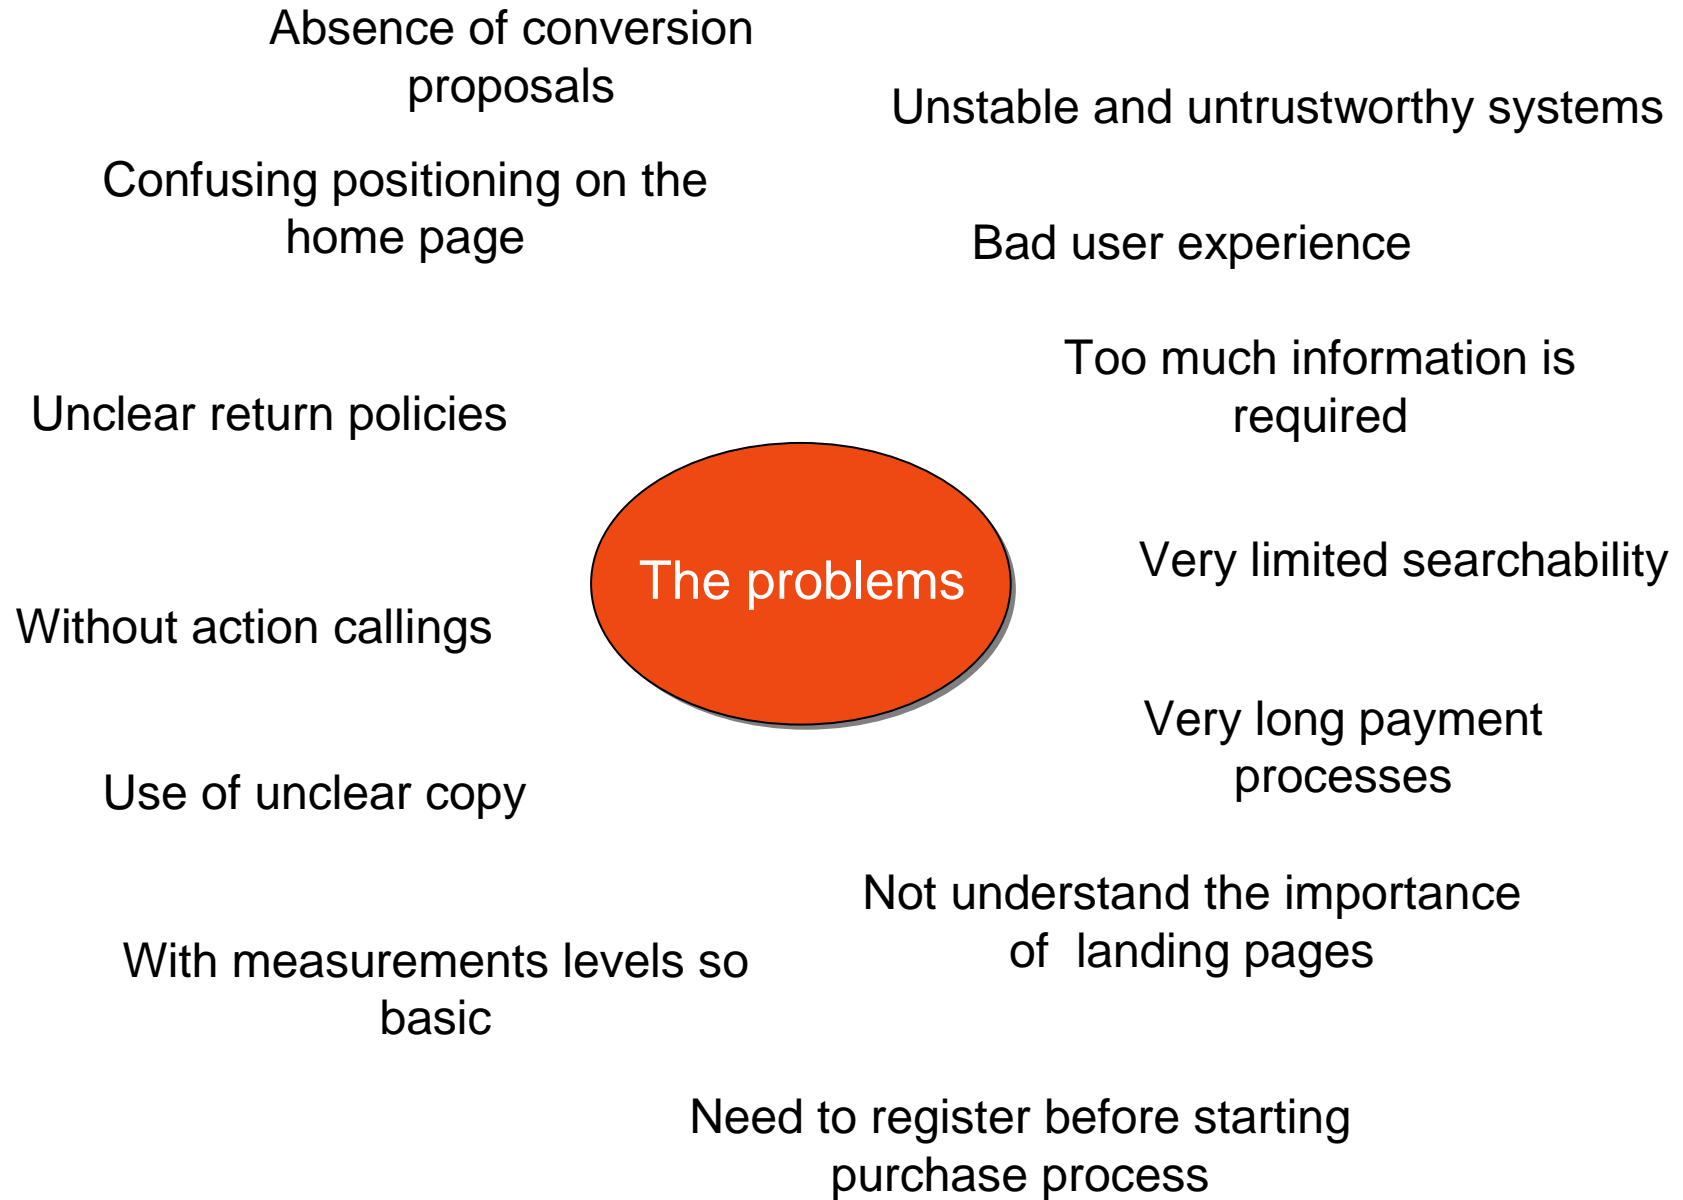 Absence of conversion
proposals
Unstable and untrustworthy systems
Confusing positioning on the
home page
Bad user experience
Too much information is
required
Unclear return policies
The problems
Very limited searchability
Without action callings
Very long payment
processes
Use of unclear copy
Not understand the importance
of  landing pages
With measurements levels so
basic
Need to register before starting
purchase process